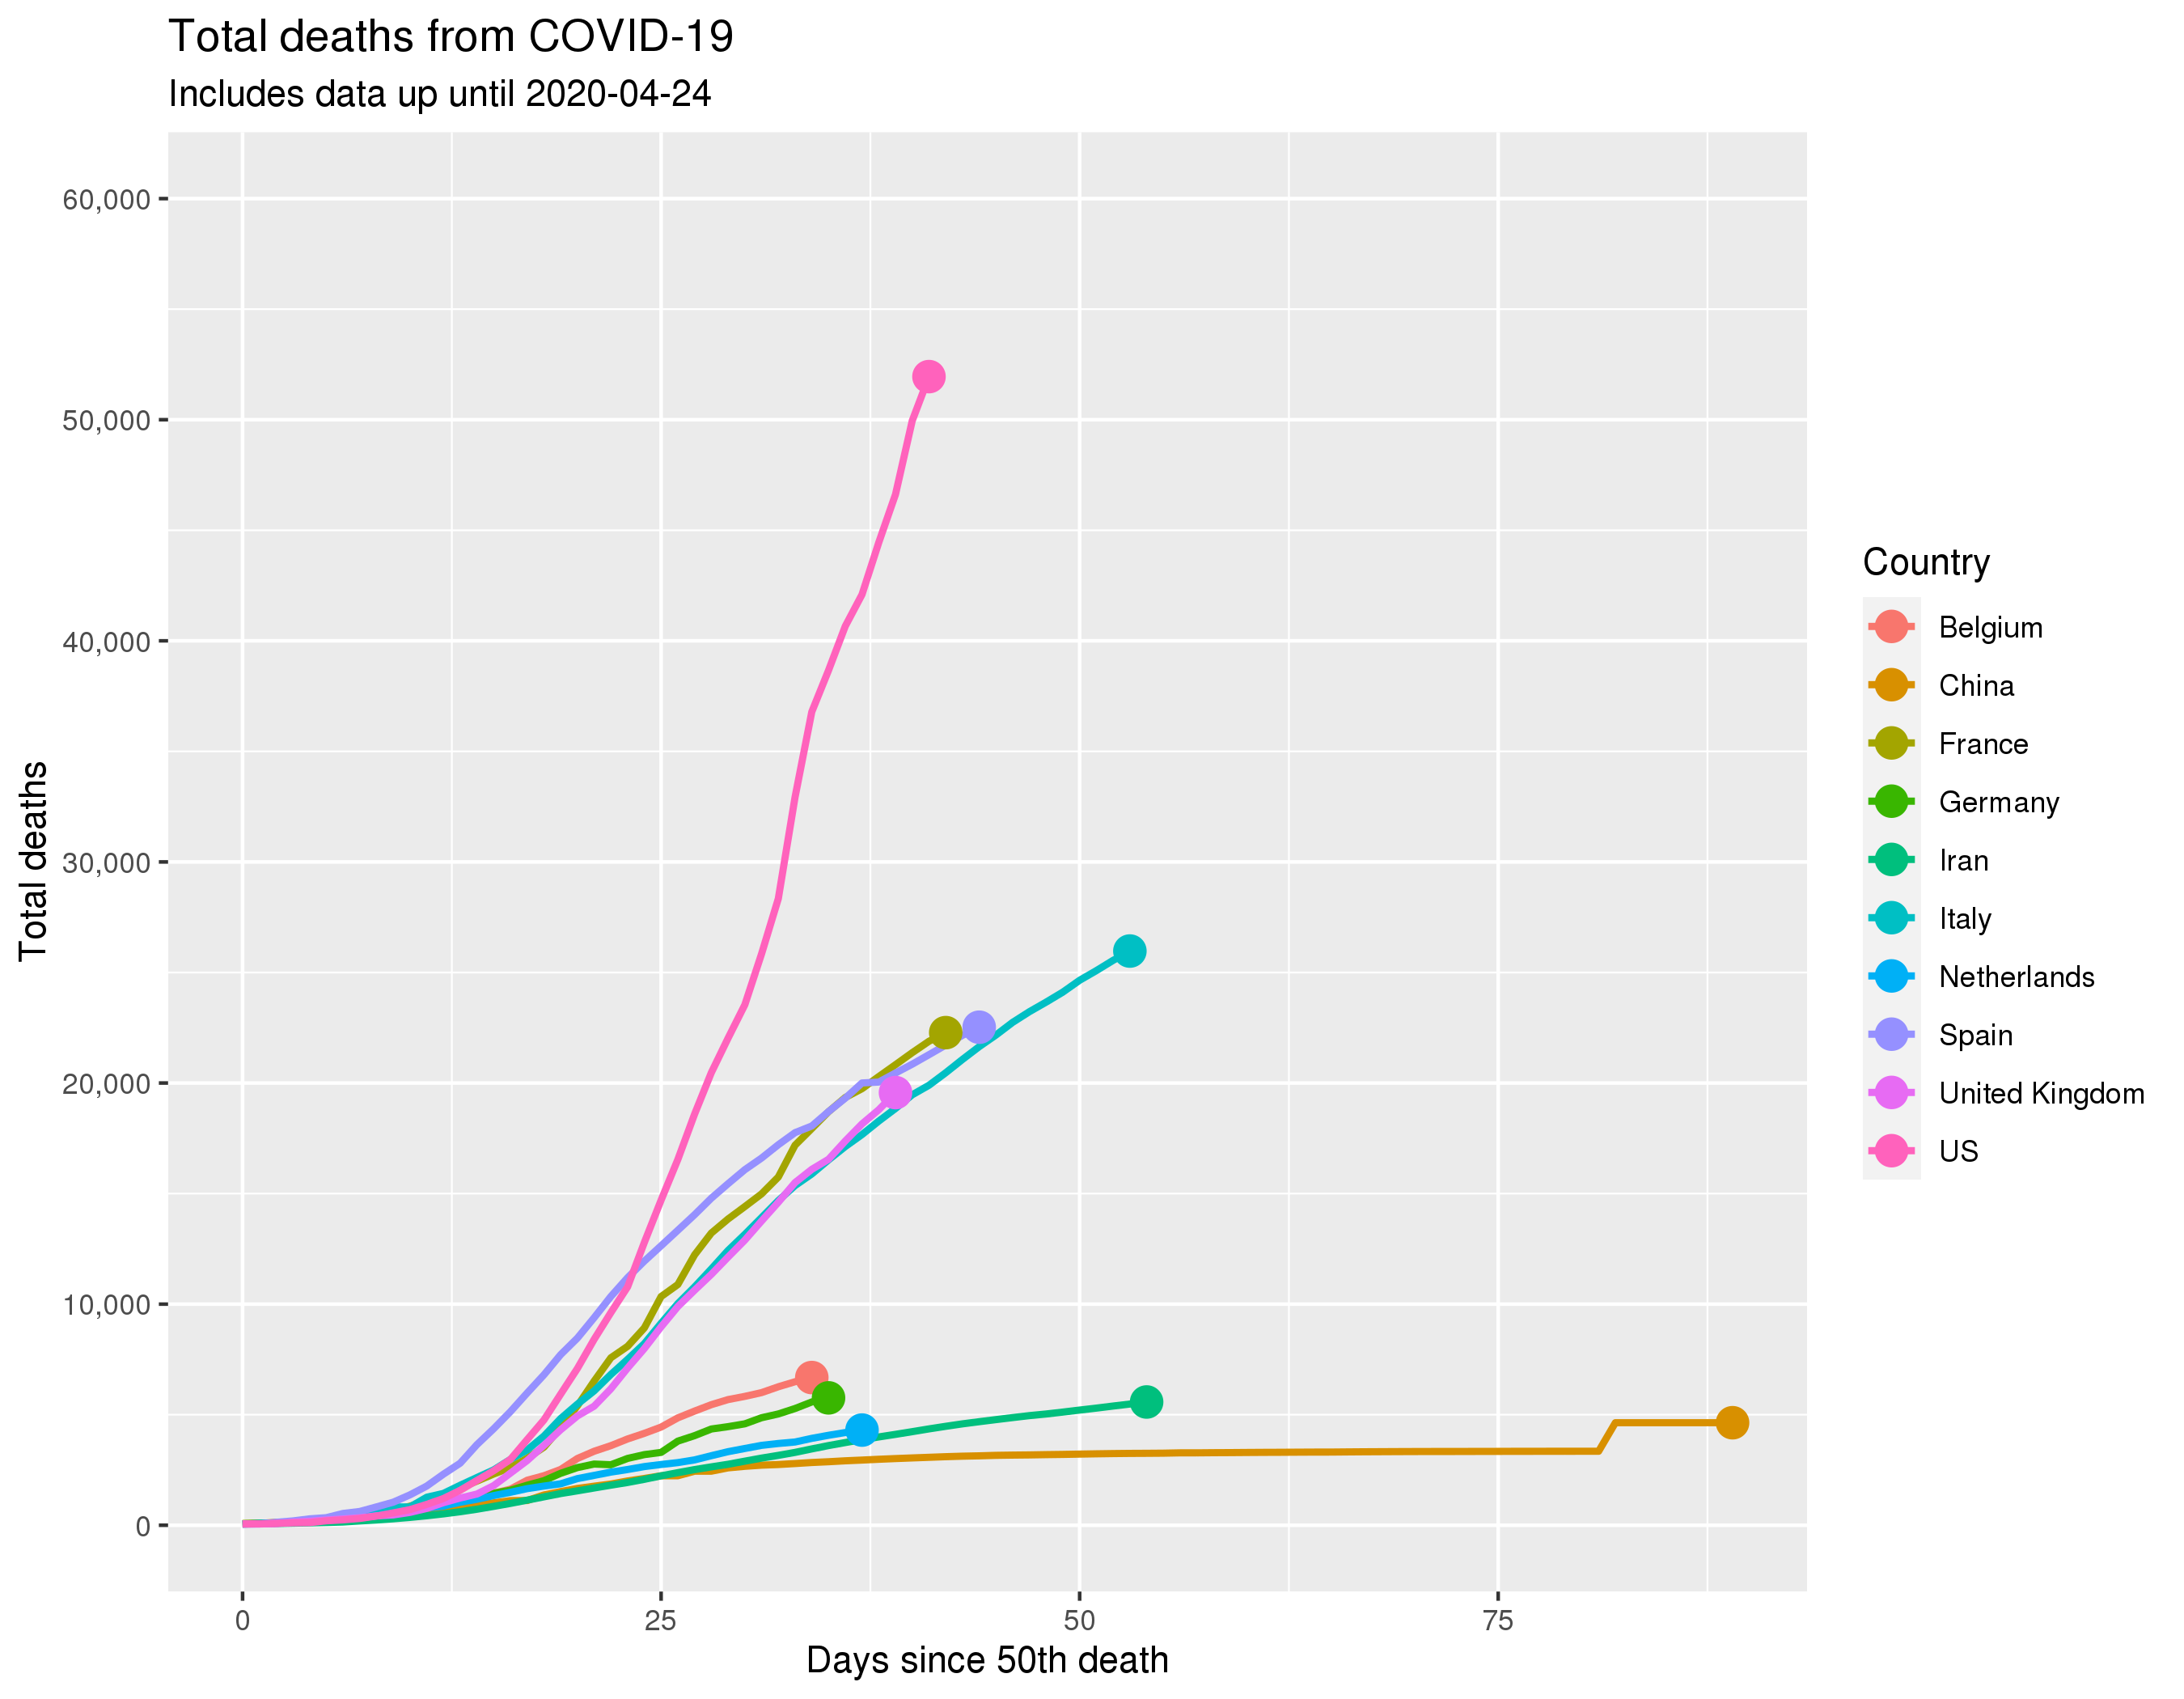 Total deaths from COVID-19
Includes data up until 2020-04-24
Total deaths
60,000
50,000
40,000
30,000
20,000
10,000
0
0
25
50
75
Days since 50th death
Country
Belgium
China
France
Germany
Iran
Italy
Netherlands
Spain
United Kingdom
US